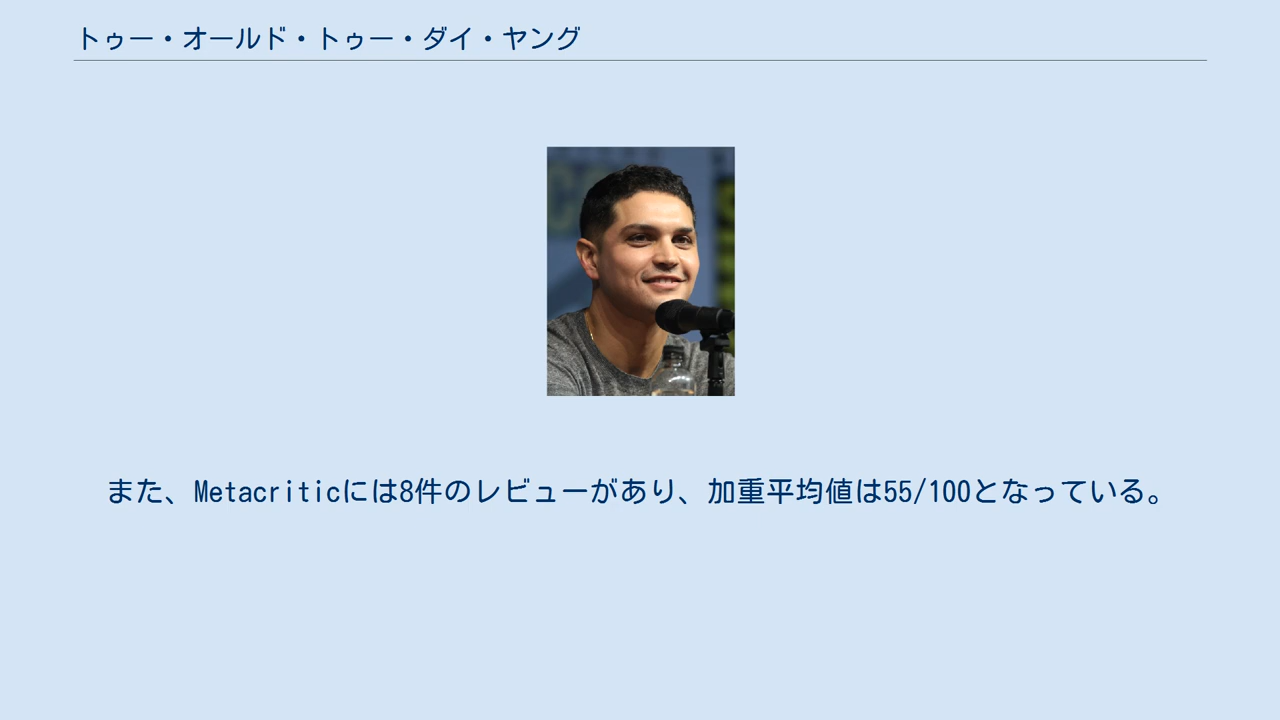 トゥー・オールド・トゥー・ダイ・ヤング
また、Metacriticには8件のレビューがあり、加重平均値は55/100となっている。